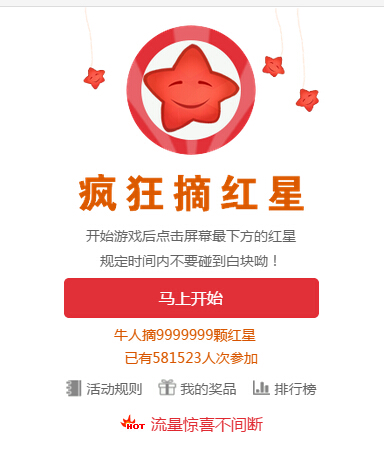 疯狂摘红星
开始游戏后点击屏幕最下方的红星
规定时间内不要碰到白块呦！
马上开始
牛人摘9999999颗红星
已有581523人次参加
活动规则 我的奖品 排行榜
HOT 流量惊喜不间断